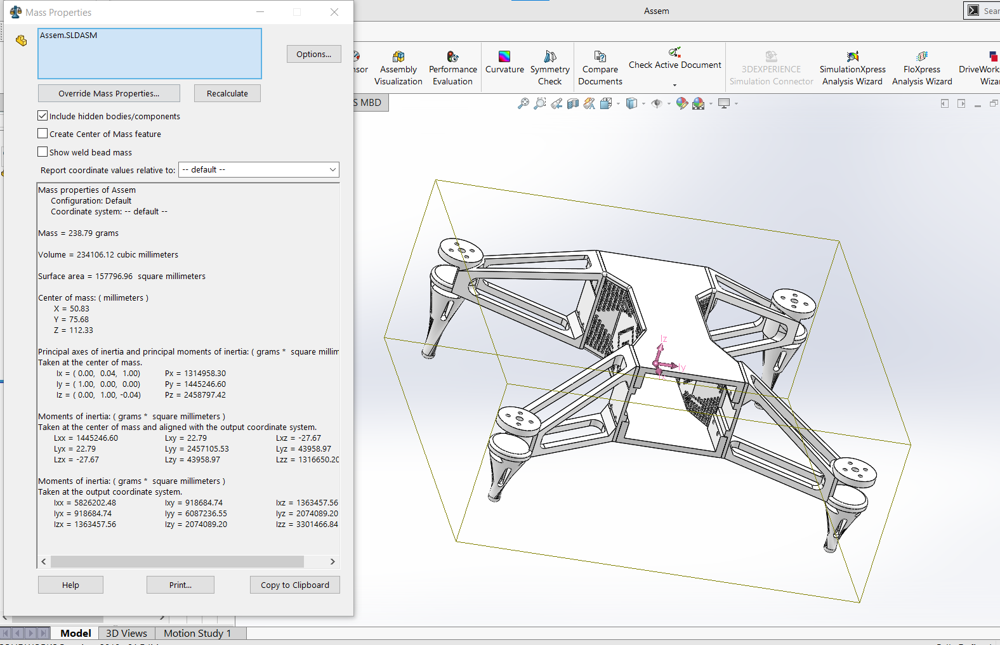 Mass Properties
Assem
Sear
Assem.SLDASM
Options...
Override Mass Properties...
Recalculate
Include hidden bodies/components
Create Center of Mass feature
Show weld bead mass
Report coordinate values relative to: -- default --
Mass properties of Assem
Configuration: Default
Coordinate system: -- default --
Mass = 238.79 grams
Volume = 234106.12 cubic millimeters
Surface area = 157796.96 square millimeters
Center of mass: ( millimeters )
X = 50.83
Y = 75.68
Z = 112.33
Principal axes of inertia and principal moments of inertia: ( grams * square millim
Taken at the center of mass.
Ix = ( 0.00, 0.04, 1.00) Px = 1314958.30
Iy = ( 1.00, 0.00, 0.00) Py = 1445246.60
Iz = ( 0.00, 1.00, -0.04) Pz = 2458797.42
Moments of inertia: ( grams * square millimeters )
Taken at the center of mass and aligned with the output coordinate system.
Lxx = 1445246.60 Lxy = 22.79 Lxz = -27.67
Lyx = 22.79 Lyy = 2457105.53 Lyz = 43958.97
Lzx = -27.67 Lzy = 43958.97 Lzz = 1316650.20
Moments of inertia: ( grams * square millimeters )
Taken at the output coordinate system.
Ixx = 5826202.48 Ixy = 918684.74 Ixz = 1363457.56
Iyx = 918684.74 Iyy = 6087236.55 Iyz = 2074089.20
Izx = 1363457.56 Izy = 2074089.20 Izz = 3301466.84
Help
Print...
Copy to Clipboard
nsor
Assembly
Visualization
Performance
Evaluation
Curvature
Symmetry
Check
Compare
Documents
Check Active Document
3DEXPERIENCE
Simulation Connector
SimulationXpress
Analysis Wizard
FloXpress
Analysis Wizard
DriveWork
Wizar
S MBD
Iz
Iy
Model
3D Views
Motion Study 1